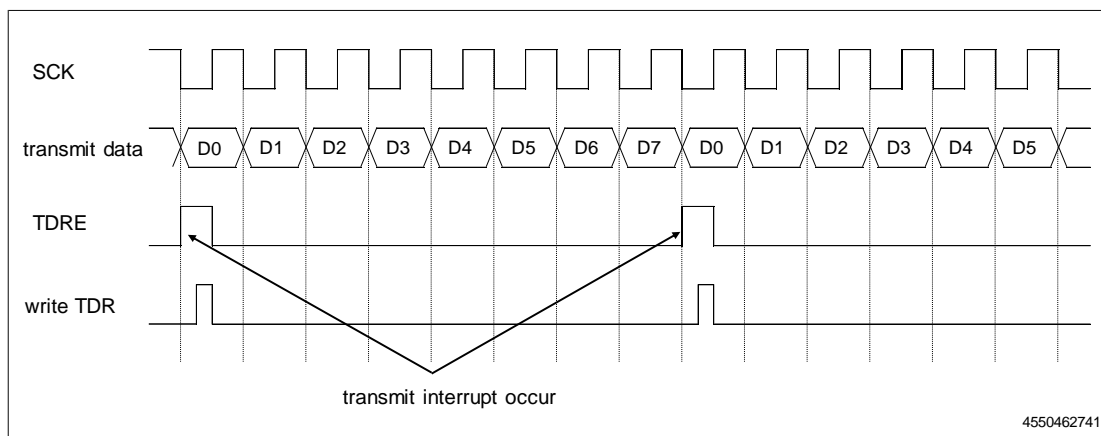 SCK
transmit data D0 D1 D2 D3 D4 D5 D6 D7 D0 D1 D2 D3 D4 D5
TDRE
write TDR
transmit interrupt occur
4550462741